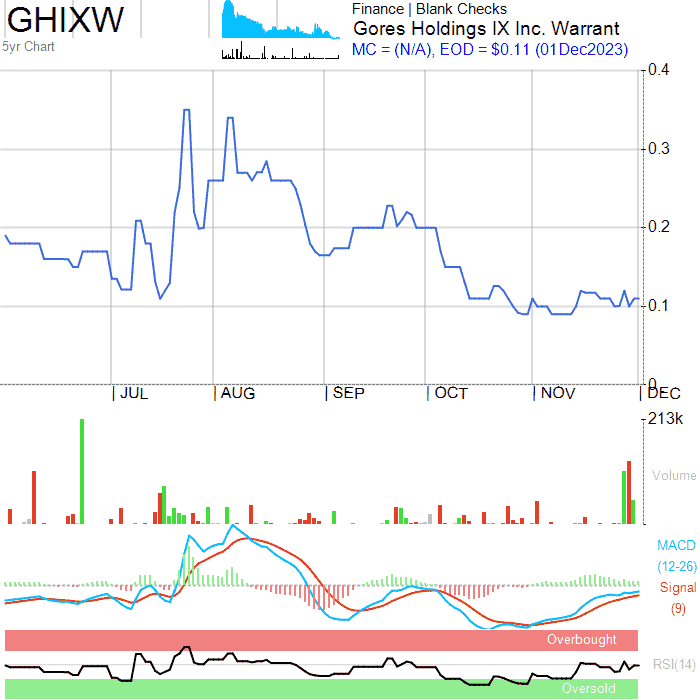 GHIXW
5yr Chart
Finance | Blank Checks
Gores Holdings IX Inc. Warrant
MC = (N/A), EOD = $0.11 (01Dec2023)
0.4
0.3
0.2
0.1
0
| JUL | AUG | SEP | OCT | NOV | DEC
213k
Volume
MACD
(12-26)
Signal
(9)
Overbought
RSI(14)
Oversold